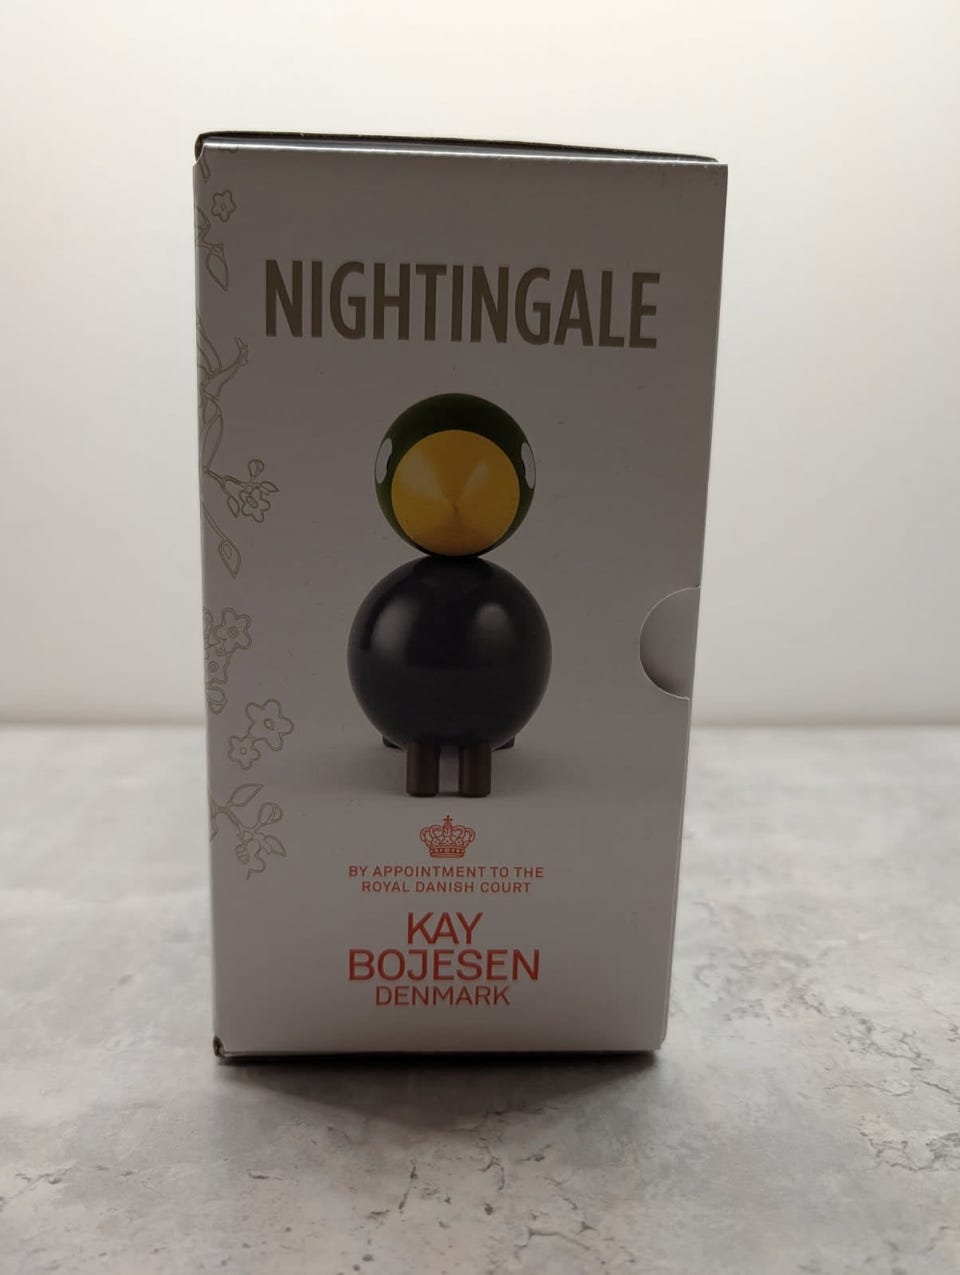 NIGHTINGALE
BY APPOINTMENT TO THE
ROYAL DANISH COURT
KAY
BOJESEN
DENMARK